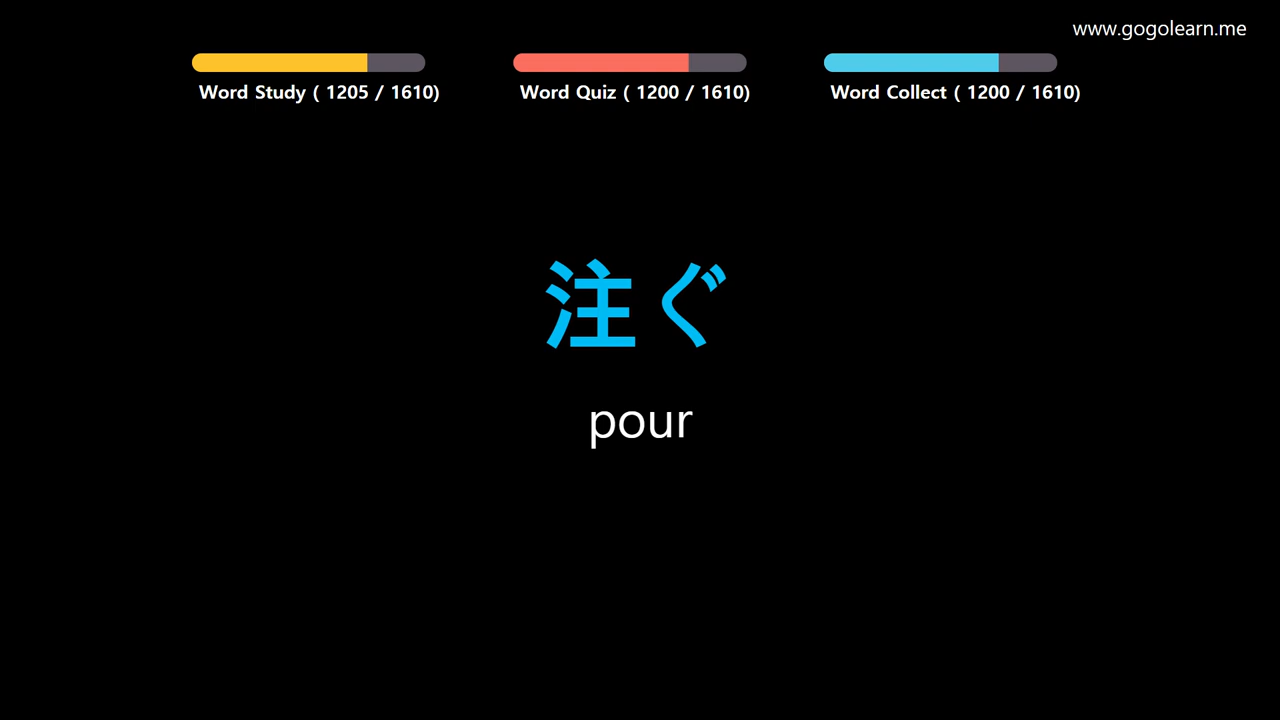 www.gogolearn.me
Word Study ( 1205 / 1610)
Word Quiz ( 1200 / 1610)
Word Collect ( 1200 / 1610)
注ぐ
pour